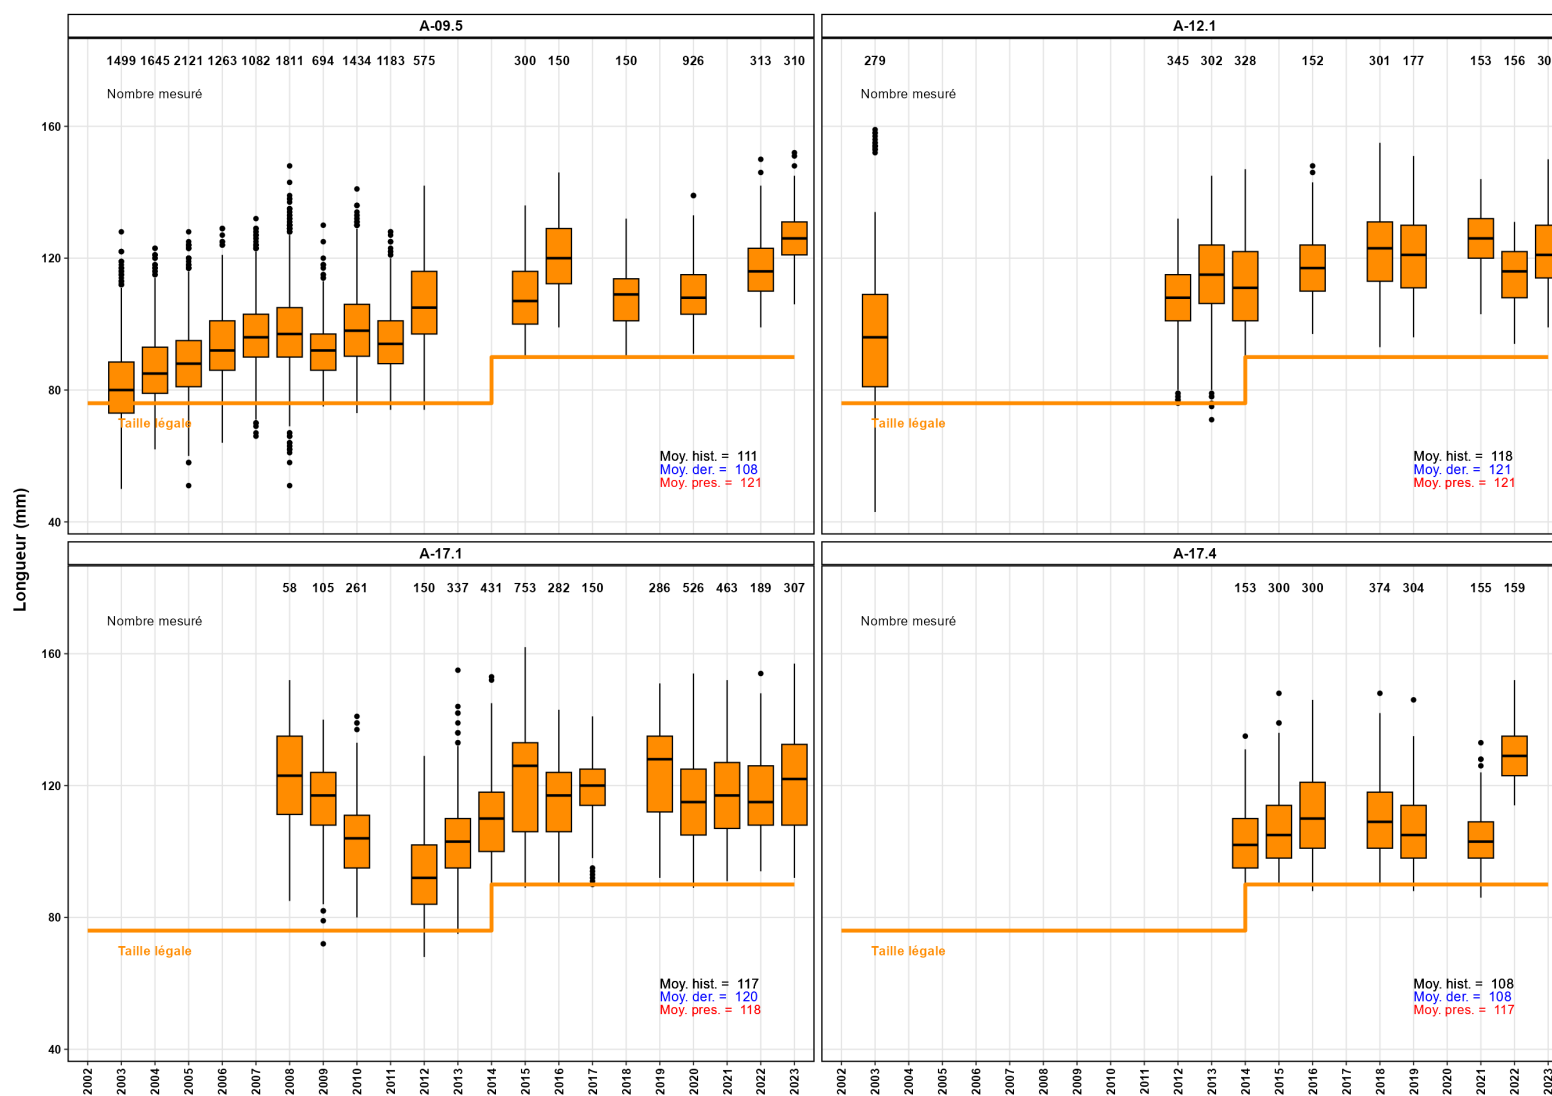 A-09.5
1499 1645 2121 1263 1082 1811 694 1434 1183 575 300 150 150 926 313 310
Nombre mesuré
160
120
80
40
Taille légale
Moy. hist. = 111
Moy. der. = 108
Moy. pres. = 121
A-12.1
279 345 302 328 152 301 177 153 156 30
Nombre mesuré
Taille légale
Moy. hist. = 118
Moy. der. = 121
Moy. pres. = 121
Longueur (mm)
A-17.1
58 105 261 150 337 431 753 282 150 286 526 463 189 307
Nombre mesuré
160
120
80
40
Taille légale
Moy. hist. = 117
Moy. der. = 120
Moy. pres. = 118
2002 2003 2004 2005 2006 2007 2008 2009 2010 2011 2012 2013 2014 2015 2016 2017 2018 2019 2020 2021 2022 2023
A-17.4
153 300 300 374 304 155 159
Nombre mesuré
Taille légale
Moy. hist. = 108
Moy. der. = 108
Moy. pres. = 117
2002 2003 2004 2005 2006 2007 2008 2009 2010 2011 2012 2013 2014 2015 2016 2017 2018 2019 2020 2021 2022 2023